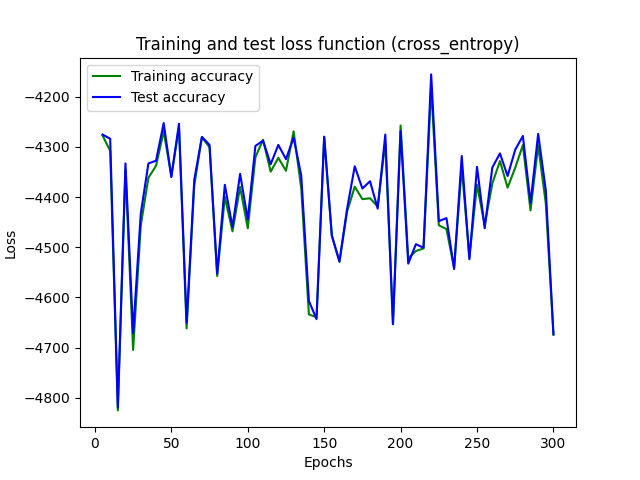 Training and test loss function (cross_entropy)
Training accuracy
Test accuracy
−4200
−4300
−4400
−4500
−4600
−4700
−4800
Loss
0
50
100
150
200
250
300
Epochs